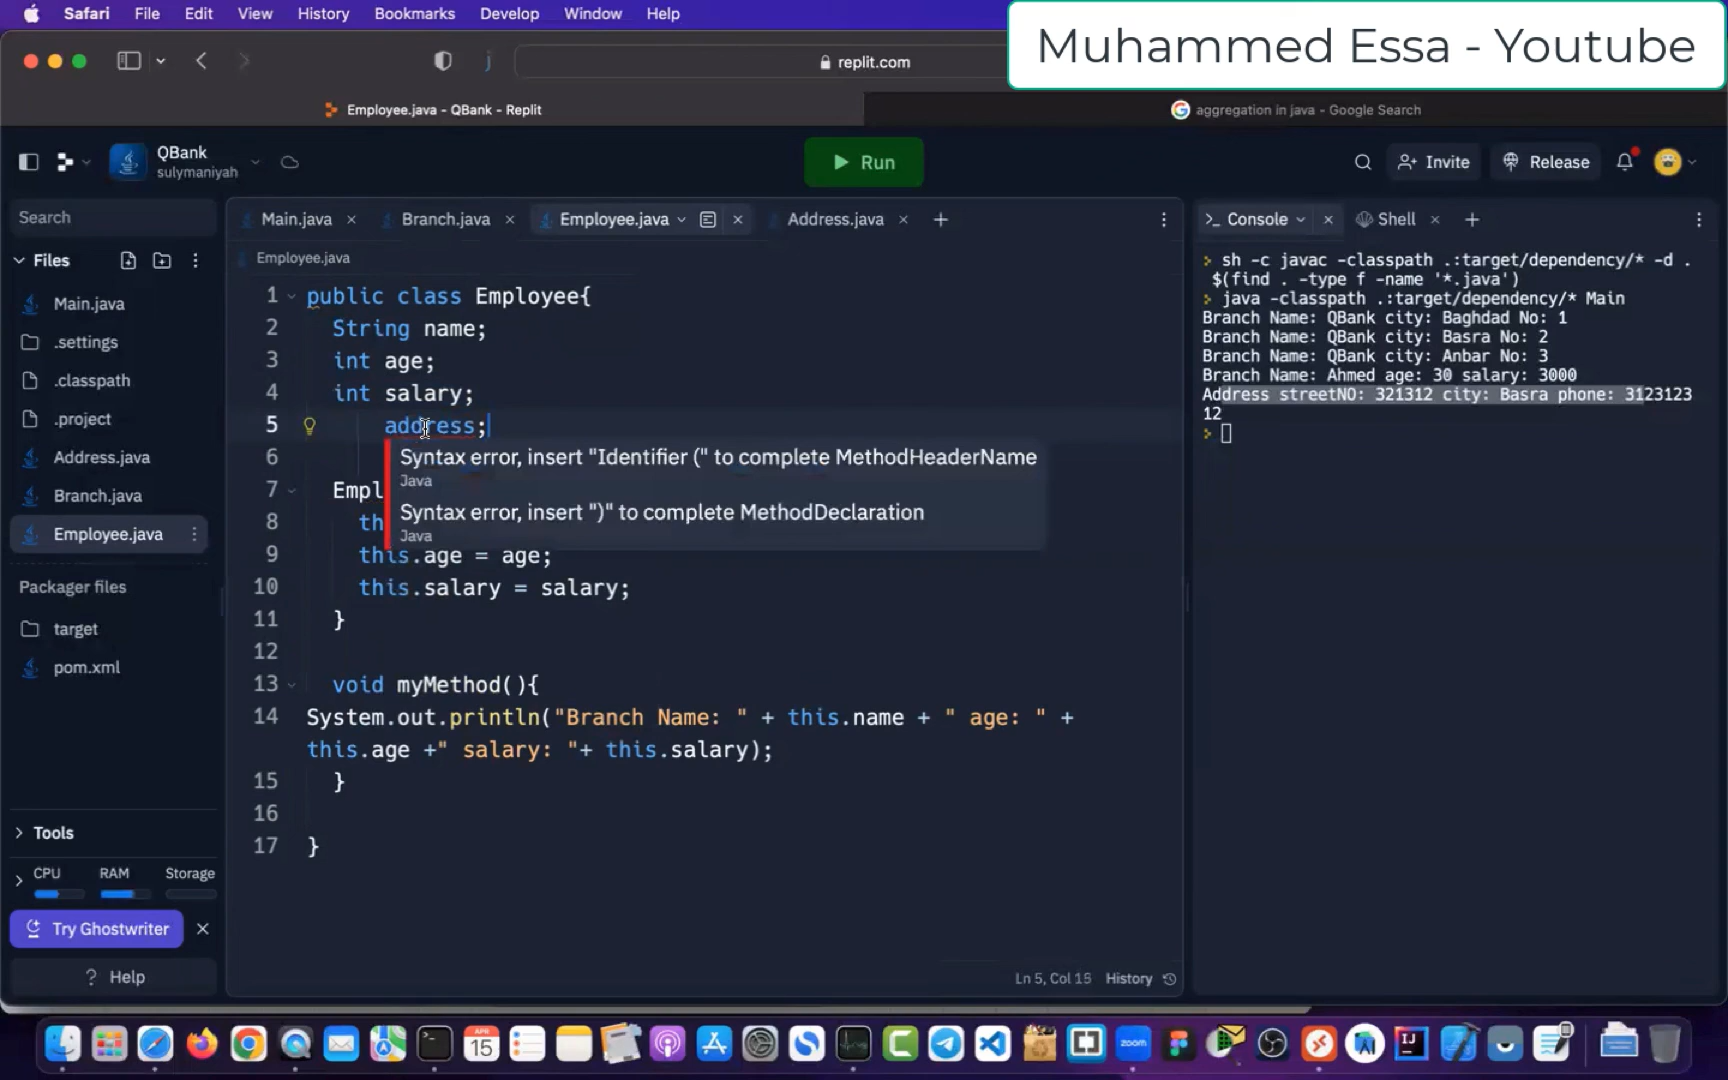 Safari File Edit View History Bookmarks Develop Window Help
Muhammed Essa - Youtube
replit.com
Employee.java - QBank - Replit
aggregation in java - Google Search
QBank
sulymaniyah
Run
Invite
Release
Search
Files
Main.java
.settings
.classpath
.project
Address.java
Branch.java
Employee.java
Packager files
target
pom.xml
Tools
CPU RAM Storage
Try Ghostwriter
? Help
Main.java Branch.java Employee.java Address.java
Employee.java
1 public class Employee{
2 String name;
3 int age;
4 int salary;
5 address;
6
Syntax error, insert "Identifier (" to complete MethodHeaderName
Java
Syntax error, insert ")" to complete MethodDeclaration
Java
7 Empl
8 th
9 this.age = age;
10 this.salary = salary;
11 }
12
13 void myMethod(){
14 System.out.println("Branch Name: " + this.name + " age: " +
this.age +" salary: "+ this.salary);
15 }
16
17 }
Ln 5, Col 15 History
>_ Console Shell
> sh -c javac -classpath .:target/dependency/* -d .
$(find . -type f -name '*.java')
> java -classpath .:target/dependency/* Main
Branch Name: QBank city: Baghdad No: 1
Branch Name: QBank city: Basra No: 2
Branch Name: QBank city: Anbar No: 3
Branch Name: Ahmed age: 30 salary: 3000
Address streetNO: 321312 city: Basra phone: 3123123
12
>
APR
15
zoom
IJ